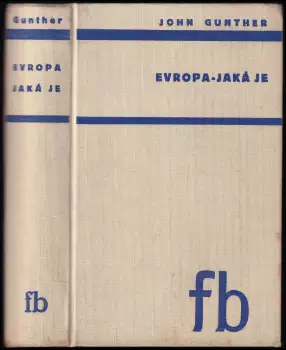 Gunther
EVROPA
JAKÁ JE
fb
JOHN GUNTHER
EVROPA-JAKÁ JE
fb